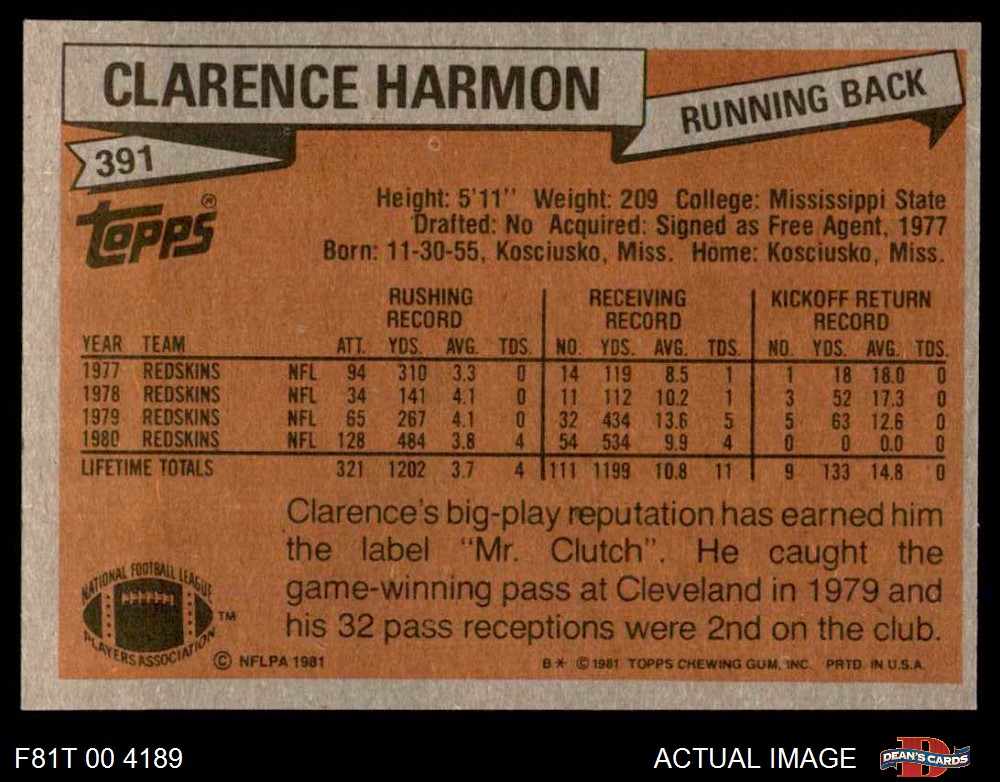 CLARENCE HARMON
RUNNING BACK
391
Topps®
Height: 5'11'' Weight: 209 College: Mississippi State
Drafted: No Acquired: Signed as Free Agent, 1977
Born: 11-30-55, Kosciusko, Miss. Home: Kosciusko, Miss.
RUSHING RECORD RECEIVING RECORD KICKOFF RETURN RECORD
YEAR TEAM ATT. YDS. AVG. TDS. NO. YDS. AVG. TDS. NO. YDS. AVG. TDS.
1977 REDSKINS NFL 94 310 3.3 0 14 119 8.5 1 1 18 18.0 0
1978 REDSKINS NFL 34 141 4.1 0 11 112 10.2 1 3 52 17.3 0
1979 REDSKINS NFL 65 267 4.1 0 32 434 13.6 5 5 63 12.6 0
1980 REDSKINS NFL 128 484 3.8 4 54 534 9.9 4 0 0 0.0 0
LIFETIME TOTALS 321 1202 3.7 4 111 1199 10.8 11 9 133 14.8 0
Clarence's big-play reputation has earned him
the label "Mr. Clutch". He caught the
game-winning pass at Cleveland in 1979 and
his 32 pass receptions were 2nd on the club.
NATIONAL FOOTBALL LEAGUE
PLAYERS ASSOCIATION
TM
© NFLPA 1981
B* © 1981 TOPPS CHEWING GUM, INC. PRTD. IN U.S.A.
F81T 00 4189
ACTUAL IMAGE
DEAN'S CARDS